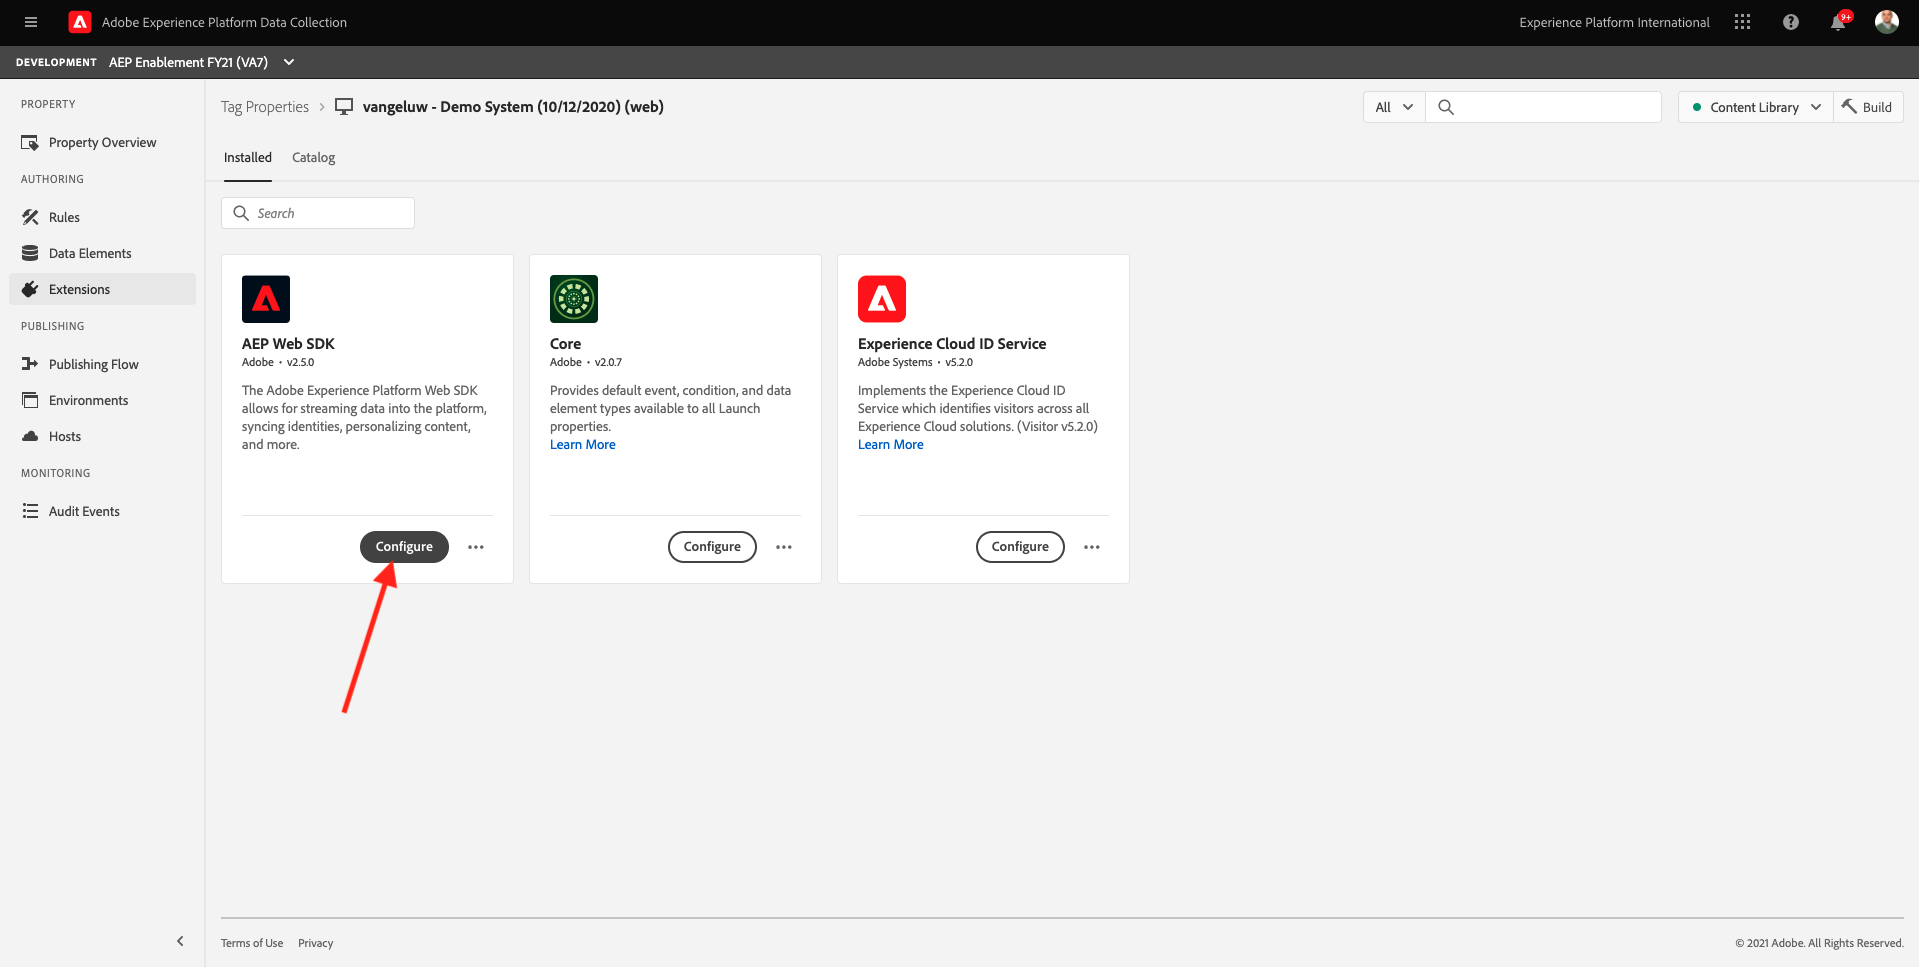 Adobe Experience Platform Data Collection
Experience Platform International
9+
DEVELOPMENT AEP Enablement FY21 (VA7)
PROPERTY
Property Overview
AUTHORING
Rules
Data Elements
Extensions
PUBLISHING
Publishing Flow
Environments
Hosts
MONITORING
Audit Events
Tag Properties > vangeluw - Demo System (10/12/2020) (web)
All
Content Library
Build
Installed Catalog
Search
AEP Web SDK
Adobe • v2.5.0
The Adobe Experience Platform Web SDK
allows for streaming data into the platform,
syncing identities, personalizing content,
and more.
Configure
Core
Adobe • v2.0.7
Provides default event, condition, and data
element types available to all Launch
properties.
Learn More
Configure
Experience Cloud ID Service
Adobe Systems • v5.2.0
Implements the Experience Cloud ID
Service which identifies visitors across all
Experience Cloud solutions. (Visitor v5.2.0)
Learn More
Configure
Terms of Use Privacy
© 2021 Adobe. All Rights Reserved.